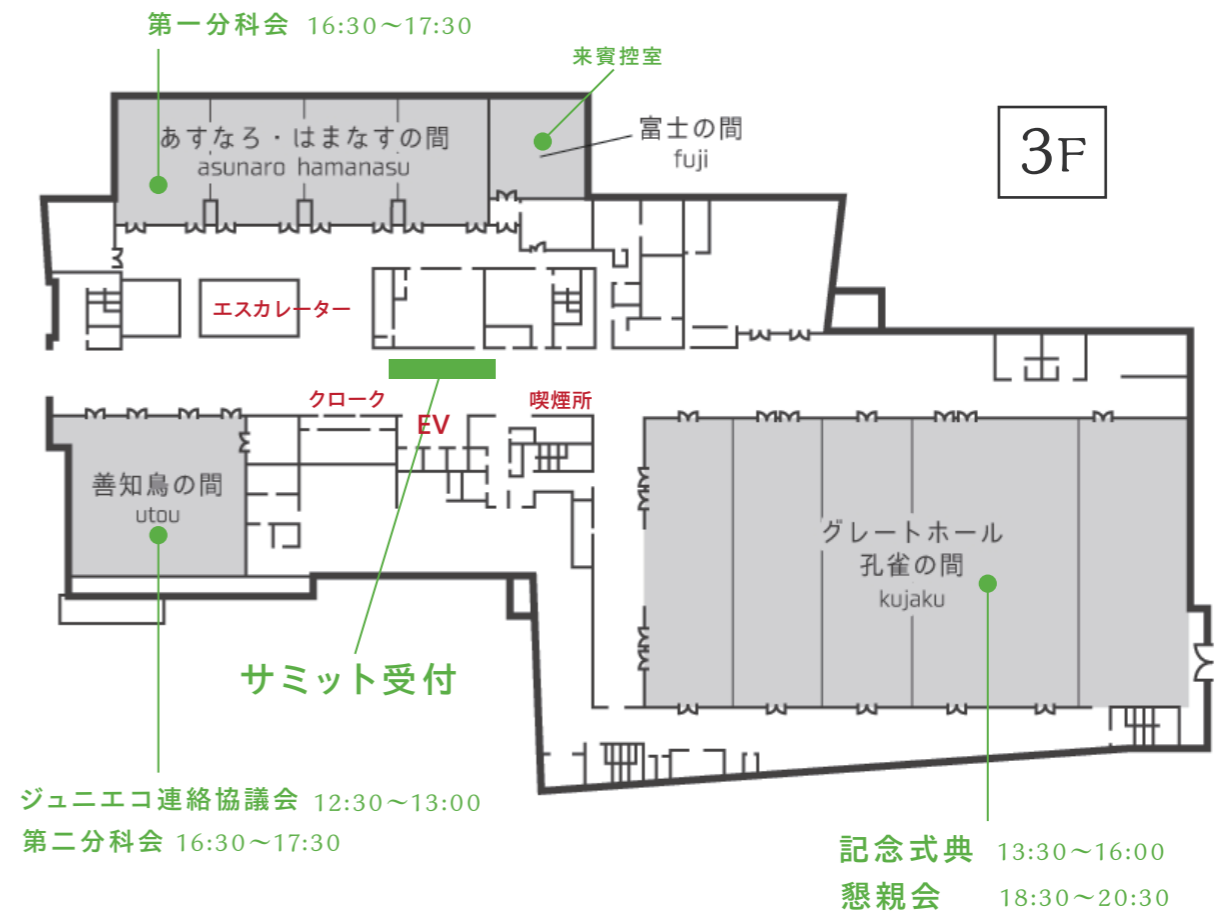 第一分科会 16:30～17:30
来賓控室
3F
あすなろ・はまなすの間
asunaro hamanasu
富士の間
fuji
エスカレーター
クローク
EV
喫煙所
善知鳥の間
utou
グレートホール
孔雀の間
kujaku
サミット受付
ジュニエコ連絡協議会 12:30～13:00
第二分科会 16:30～17:30
記念式典 13:30～16:00
懇親会 18:30～20:30